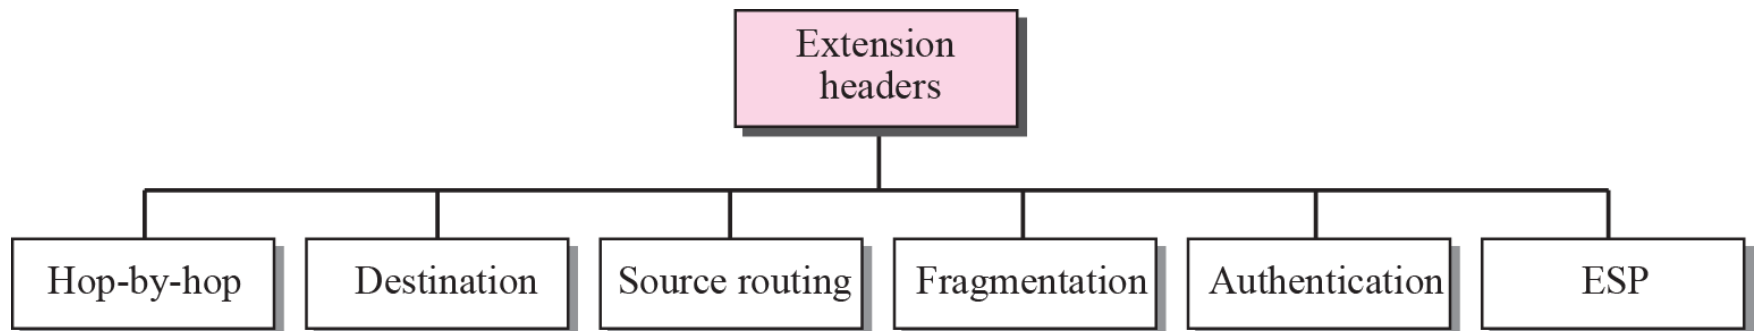 Extension
headers
Hop-by-hop
Destination
Source routing
Fragmentation
Authentication
ESP